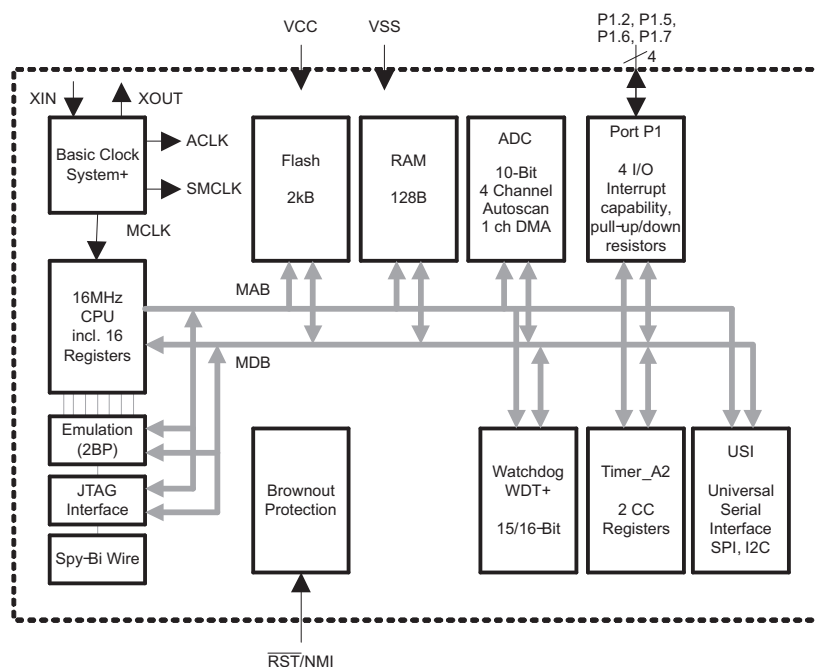 VCC
VSS
P1.2, P1.5,
P1.6, P1.7
4
XIN
XOUT
Basic Clock
System+
ACLK
SMCLK
MCLK
Flash
2kB
RAM
128B
ADC
10-Bit
4 Channel
Autoscan
1 ch DMA
Port P1
4 I/O
Interrupt
capability,
pull-up/down
resistors
16MHz
CPU
incl. 16
Registers
MAB
MDB
Emulation
(2BP)
JTAG
Interface
Spy-Bi Wire
Brownout
Protection
Watchdog
WDT+
15/16-Bit
Timer_A2
2 CC
Registers
USI
Universal
Serial
Interface
SPI, I2C
RST/NMI